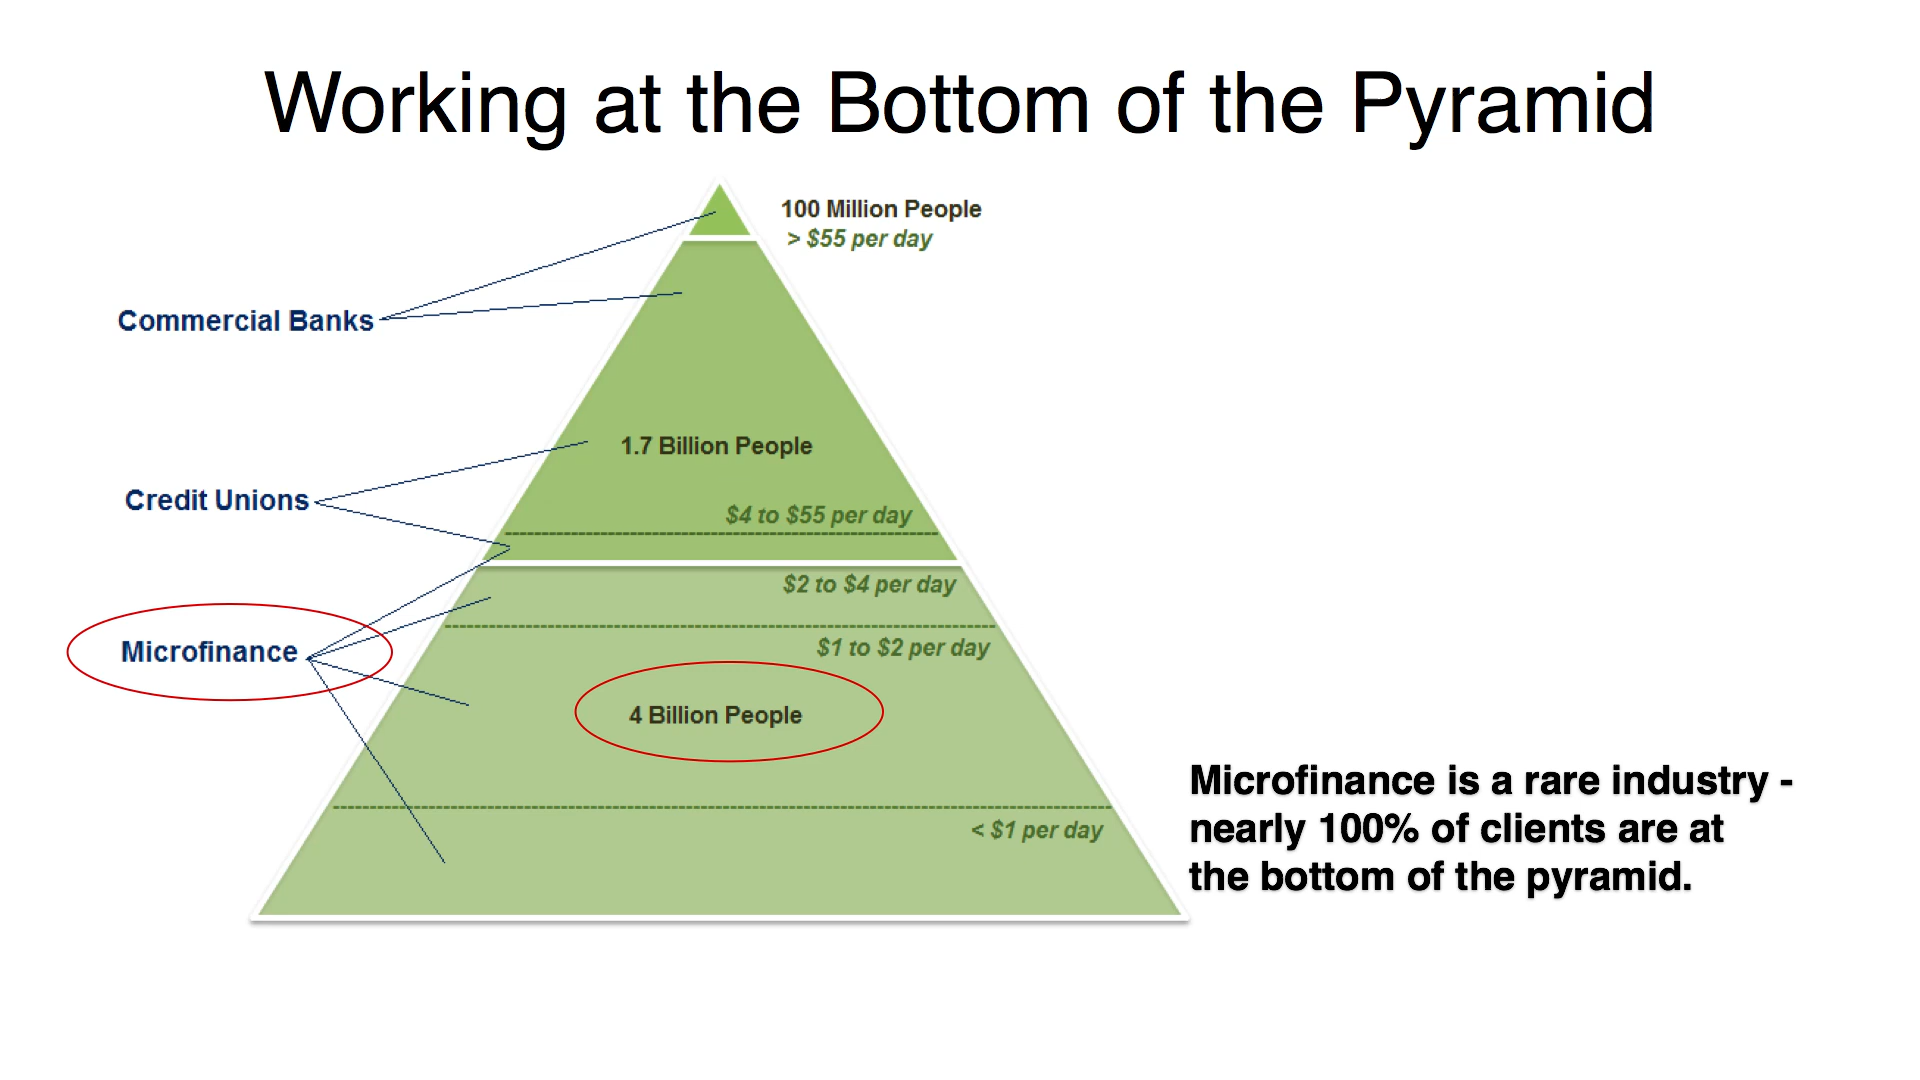 Working at the Bottom of the Pyramid
100 Million People
> $55 per day
Commercial Banks
1.7 Billion People
Credit Unions
$4 to $55 per day
$2 to $4 per day
Microfinance
$1 to $2 per day
4 Billion People
< $1 per day
Microfinance is a rare industry -
nearly 100% of clients are at
the bottom of the pyramid.